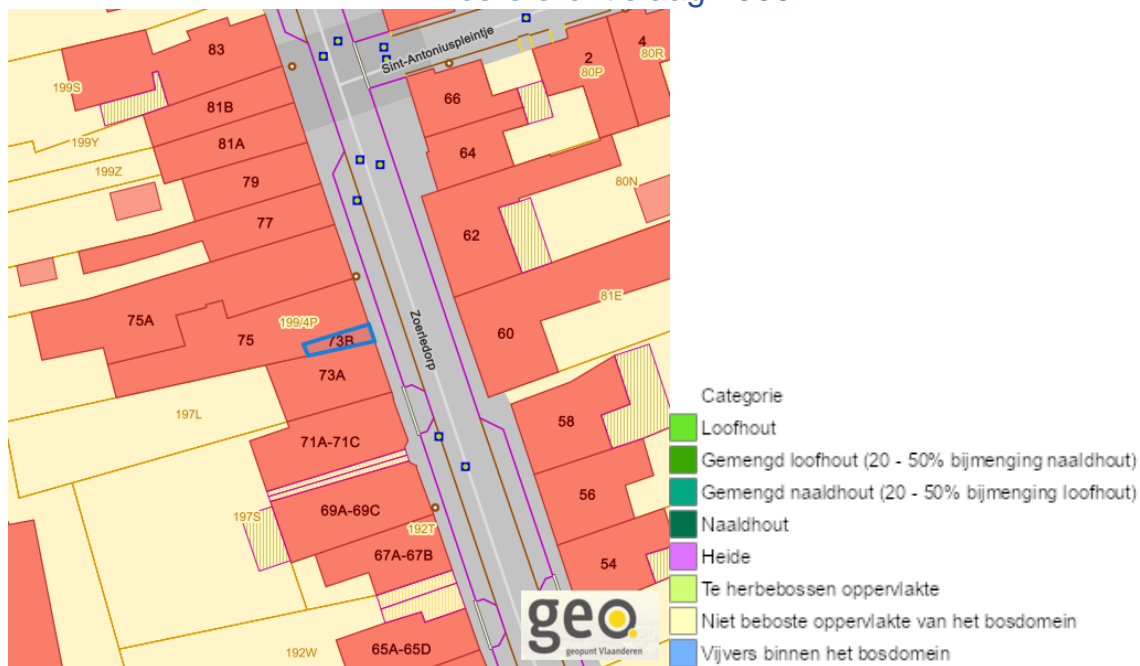 83
Sint-Antoniuspleintje
4
2
80R
80P
199S
66
81B
199Y
81A
64
199Z
79
80N
77
62
81E
75A
199/4P
75
73B
60
Zoerledorp
73A
197L
58
71A-71C
56
69A-69C
197S
192T
67A-67B
54
65A-65D
192W
geo.
geopunt Vlaanderen
Categorie
Loofhout
Gemengd loofhout (20 - 50% bijmenging naaldhout)
Gemengd naaldhout (20 - 50% bijmenging loofhout)
Naaldhout
Heide
Te herbebossen oppervlakte
Niet beboste oppervlakte van het bosdomein
Vijvers binnen het bosdomein